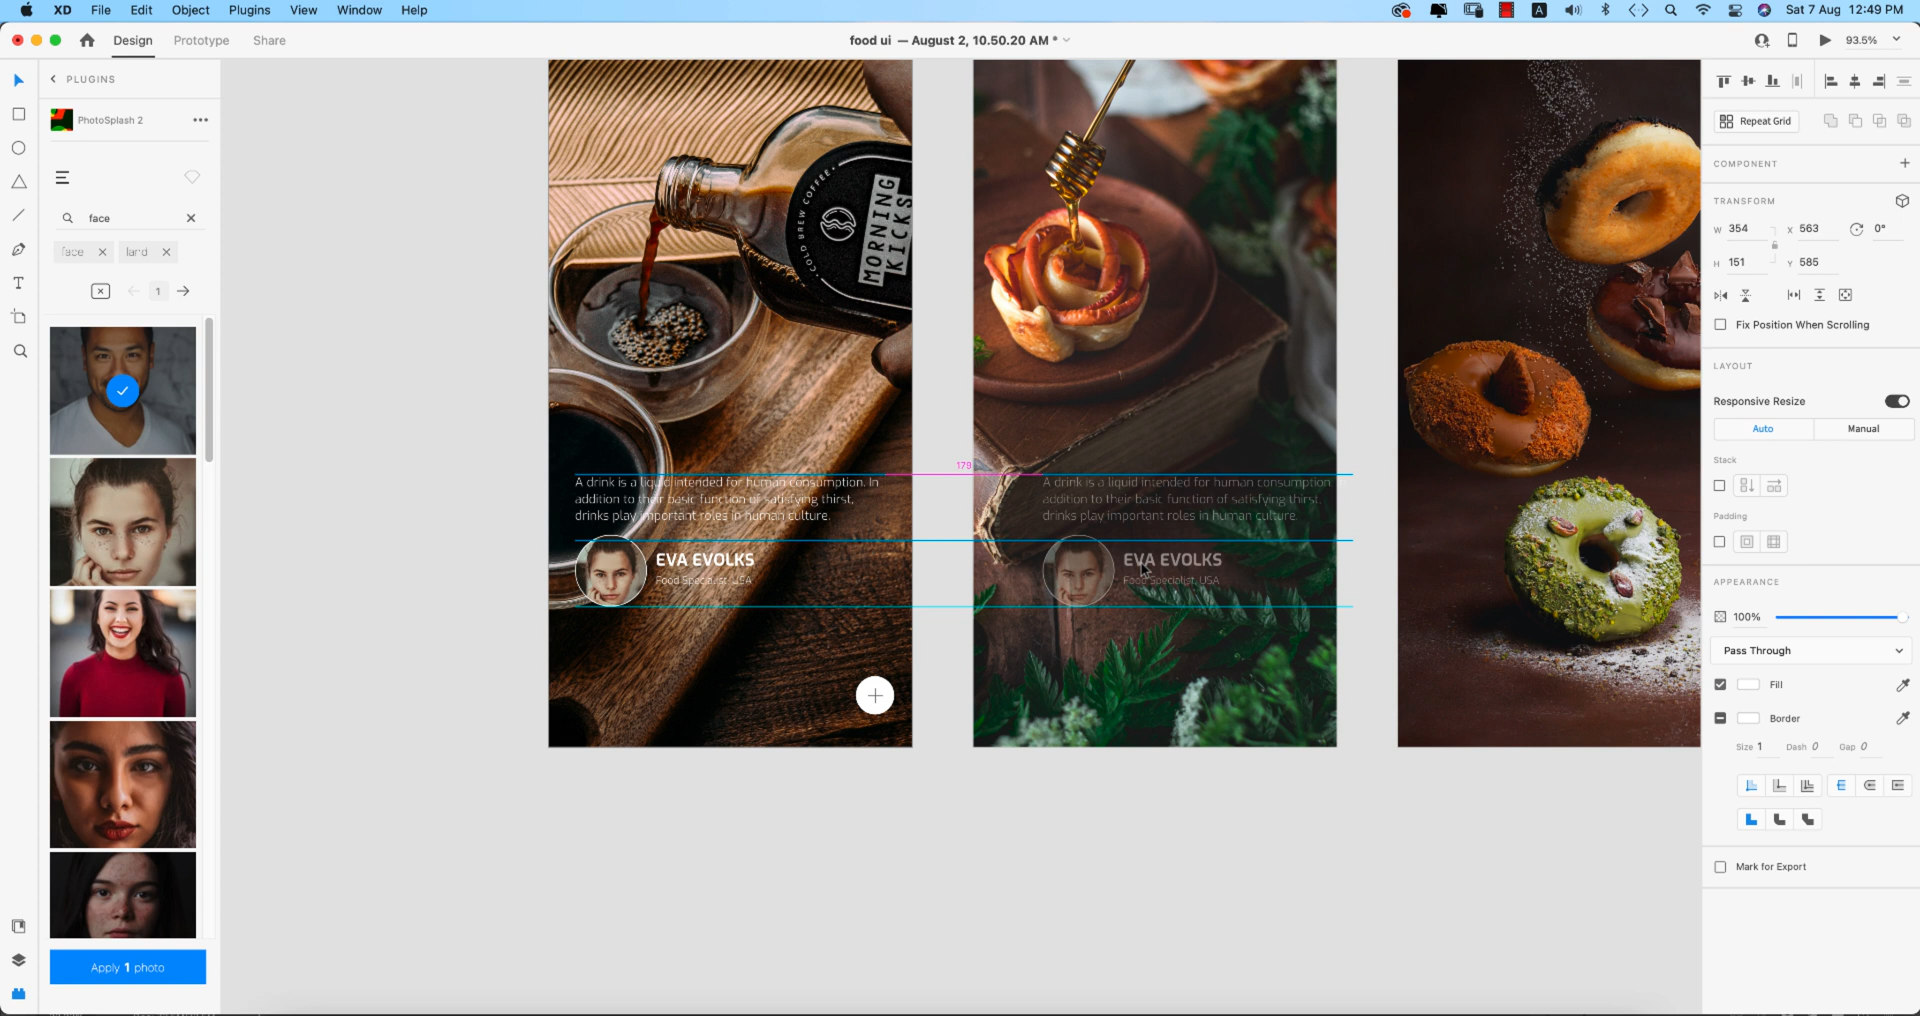 XD File Edit Object Plugins View Window Help
A
Sat 7 Aug 12:49 PM
Design Prototype Share
food ui — August 2, 10.50.20 AM *
93.5%
PLUGINS
PhotoSplash 2
face
face land
1
Apply 1 photo
COLD BREW COFFEE
MORNING
KICKS
A drink is a liquid intended for human consumption. In
addition to their basic function of satisfying thirst,
drinks play important roles in human culture.
EVA EVOLKS
Food Specialist, USA
179
A drink is a liquid intended for human consumption.
addition to their basic function of satisfying thirst,
drinks play important roles in human culture.
EVA EVOLKS
Food Specialist, USA
Repeat Grid
COMPONENT
TRANSFORM
W 354 X 563 0°
H 151 Y 585
Fix Position When Scrolling
LAYOUT
Responsive Resize
Auto Manual
Stack
Padding
APPEARANCE
100%
Pass Through
Fill
Border
Size 1 Dash 0 Gap 0
Mark for Export